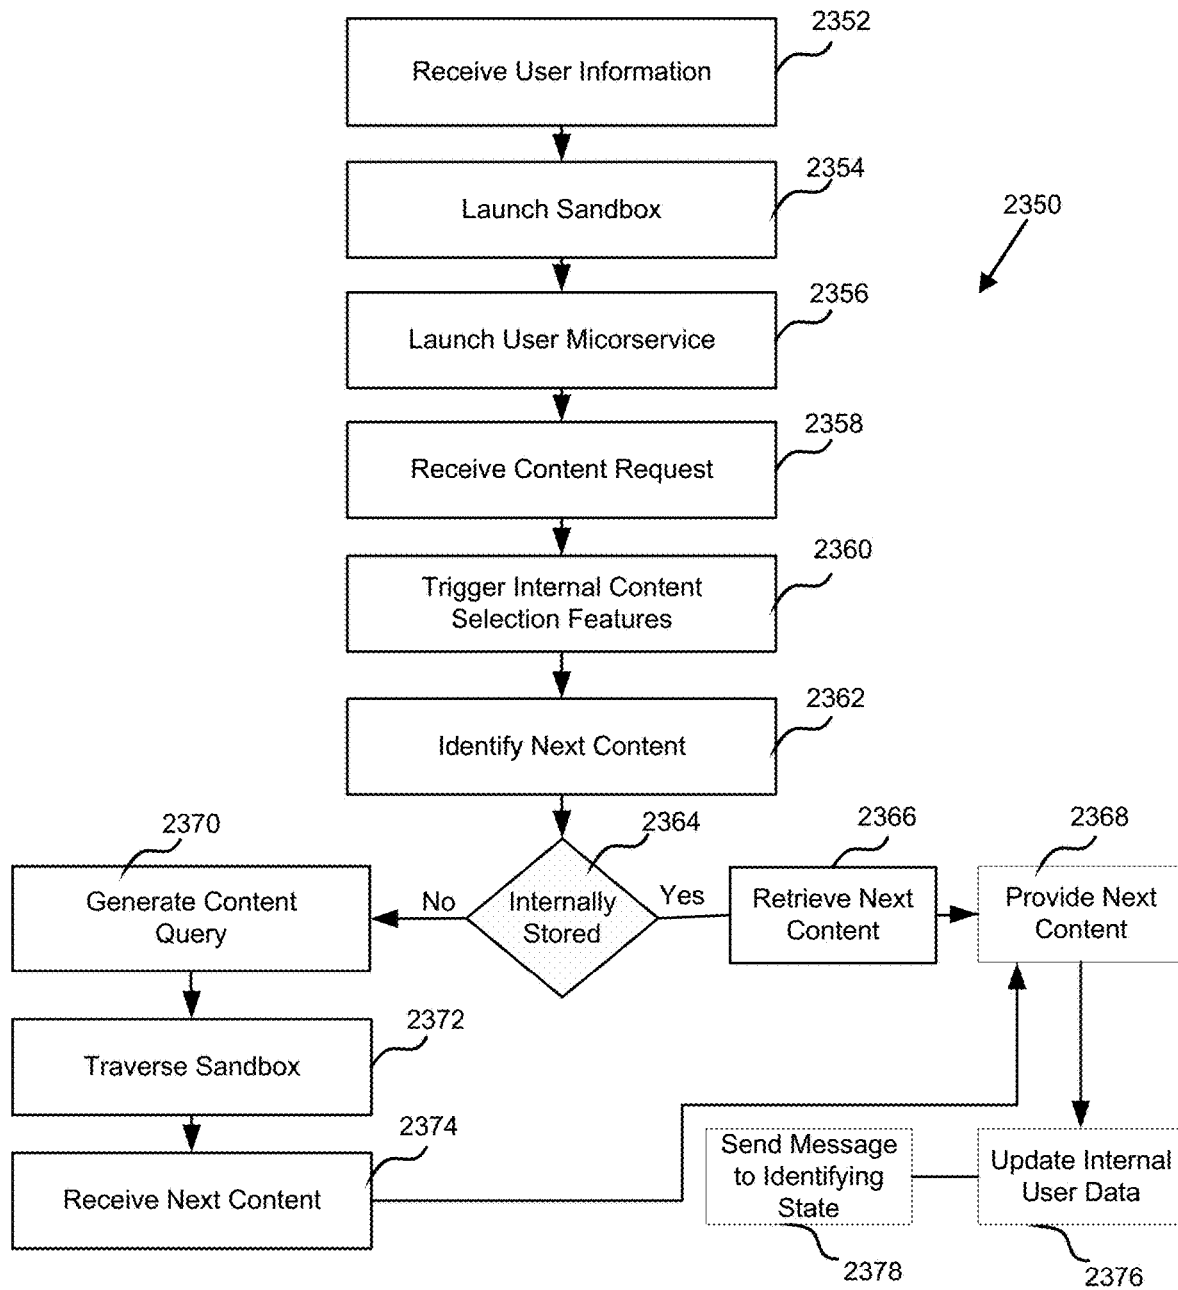 2352
Receive User Information
2354
Launch Sandbox
2350
2356
Launch User Micorservice
2358
Receive Content Request
2360
Trigger Internal Content
Selection Features
2362
Identify Next Content
2370
2364
2366
2368
Generate Content
Query
No
Internally
Stored
Yes
Retrieve Next
Content
Provide Next
Content
2372
Traverse Sandbox
2374
Receive Next Content
Send Message
to Identifying
State
Update Internal
User Data
2378
2376